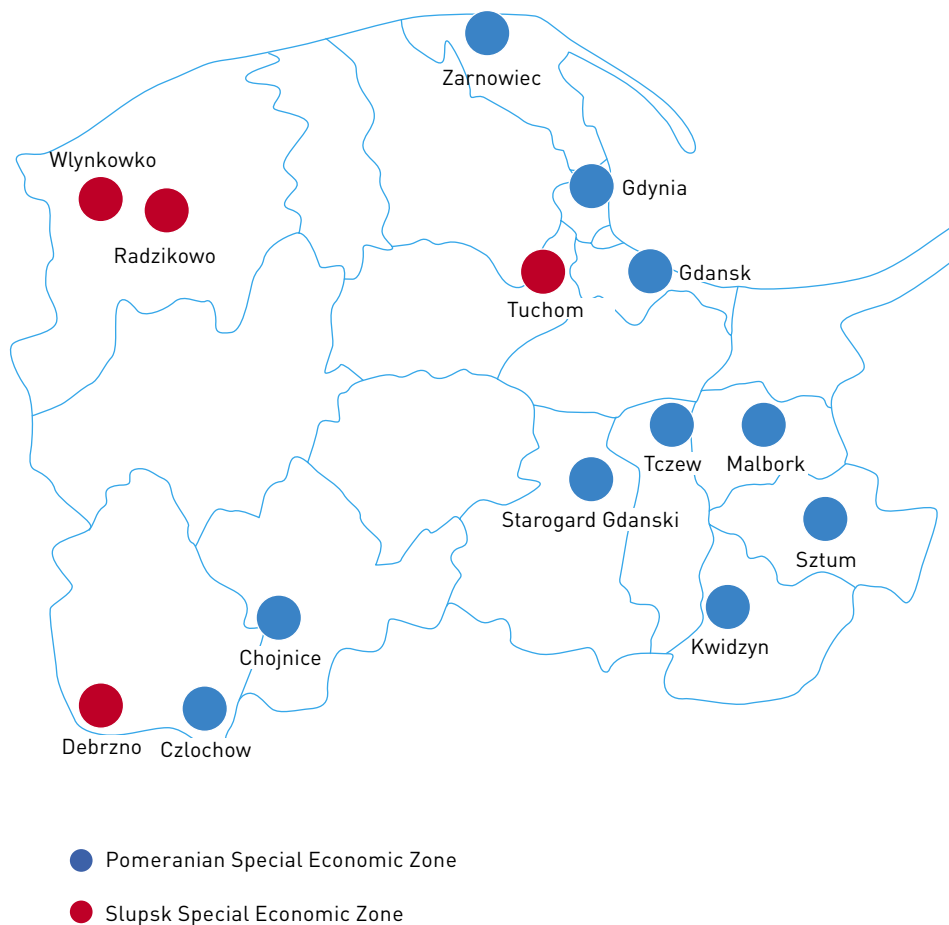 Zarnowiec
Wlynkowko
Gdynia
Radzikowo
Gdansk
Tuchom
Tczew
Malbork
Starogard Gdanski
Sztum
Kwidzyn
Chojnice
Debrzno
Czlochow
Pomeranian Special Economic Zone
Slupsk Special Economic Zone